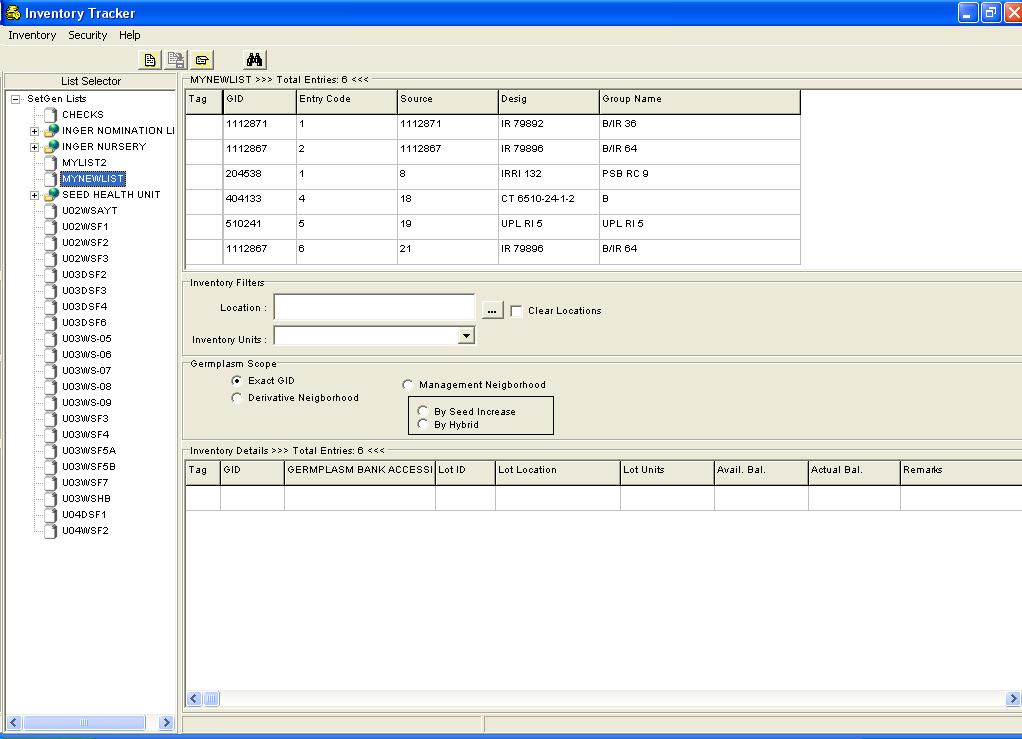 Inventory Tracker
Inventory Security Help
List Selector
SetGen Lists
CHECKS
INGER NOMINATION LI
INGER NURSERY
MYLIST2
MYNEWLIST
SEED HEALTH UNIT
U02WSAYT
U02WSF1
U02WSF2
U02WSF3
U03DSF2
U03DSF3
U03DSF4
U03DSF6
U03WS-05
U03WS-06
U03WS-07
U03WS-08
U03WS-09
U03WSF3
U03WSF4
U03WSF5A
U03WSF5B
U03WSF7
U03WSHB
U04DSF1
U04WSF2
MYNEWLIST >>> Total Entries: 6 <<<
Tag GID Entry Code Source Desig Group Name
1112871 1 1112871 IR 79892 B/IR 36
1112867 2 1112867 IR 79896 B/IR 64
204538 1 8 IRRI 132 PSB RC 9
404133 4 18 CT 6510-24-1-2 B
510241 5 19 UPL RI 5 UPL RI 5
1112867 6 21 IR 79896 B/IR 64
Inventory Filters
Location : ... Clear Locations
Inventory Units :
Germplasm Scope
Exact GID Management Neigborhood
Derivative Neigborhood
By Seed Increase
By Hybrid
Inventory Details >>> Total Entries: 6 <<<
Tag GID GERMPLASM BANK ACCESSI Lot ID Lot Location Lot Units Avail. Bal. Actual Bal. Remarks